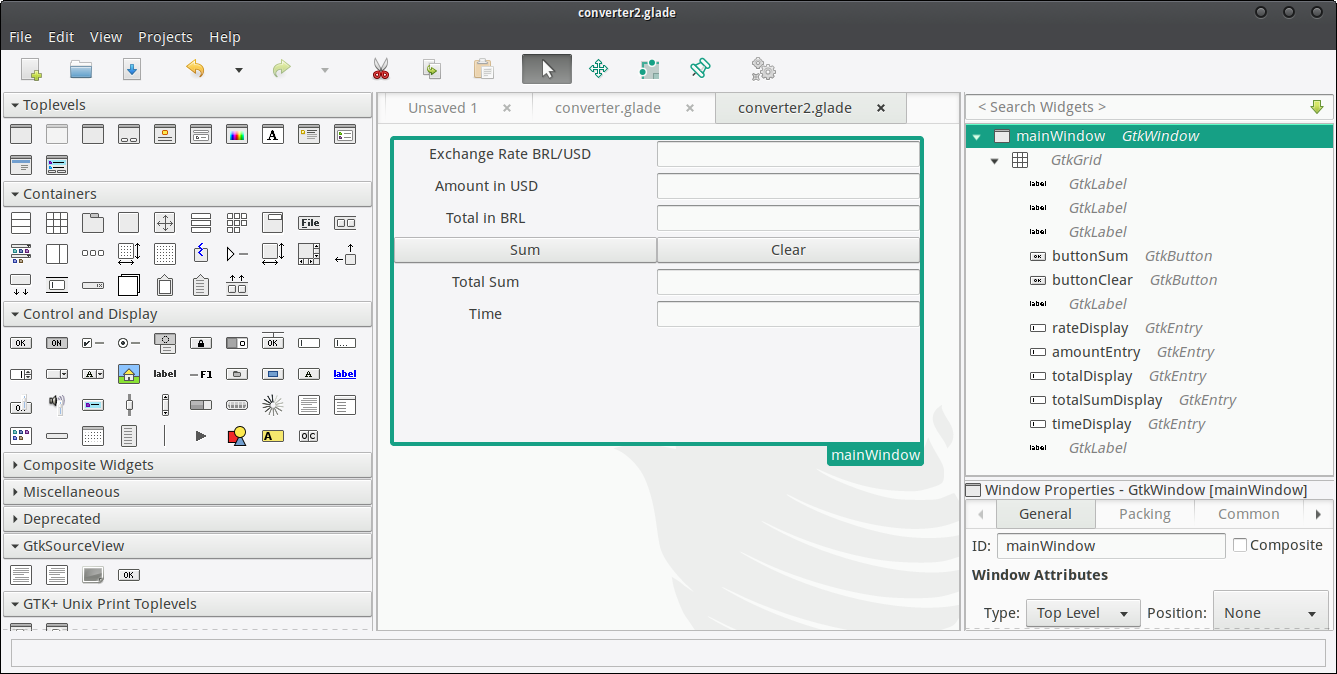 converter2.glade
File Edit View Projects Help
Toplevels
Containers
File
Control and Display
OK ON OK
label F1 A label
A OK
Composite Widgets
Miscellaneous
Deprecated
GtkSourceView
OK
GTK+ Unix Print Toplevels
Unsaved 1 × converter.glade × converter2.glade ×
Exchange Rate BRL/USD
Amount in USD
Total in BRL
Sum Clear
Total Sum
Time
mainWindow
< Search Widgets >
mainWindow GtkWindow
GtkGrid
label GtkLabel
label GtkLabel
label GtkLabel
OK buttonSum GtkButton
OK buttonClear GtkButton
label GtkLabel
rateDisplay GtkEntry
amountEntry GtkEntry
totalDisplay GtkEntry
totalSumDisplay GtkEntry
timeDisplay GtkEntry
label GtkLabel
Window Properties - GtkWindow [mainWindow]
General Packing Common
ID: mainWindow Composite
Window Attributes
Type: Top Level Position: None